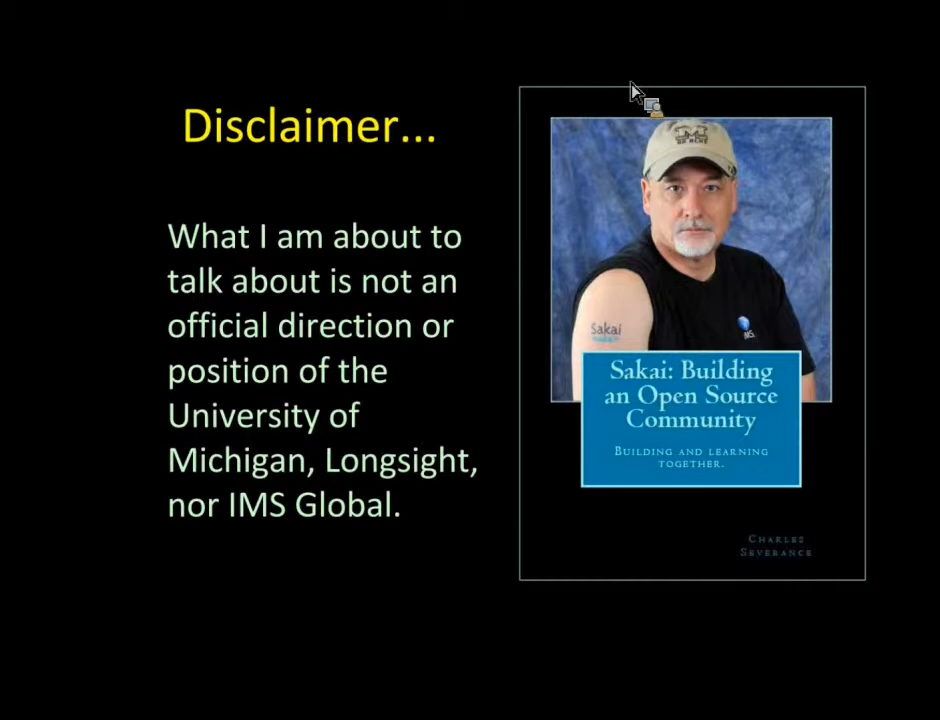 Disclaimer...
What I am about to
talk about is not an
official direction or
position of the
University of
Michigan, Longsight,
nor IMS Global.
Sakai
IMS
Sakai: Building
an Open Source
Community
Building and learning
together.
Charles
Severance